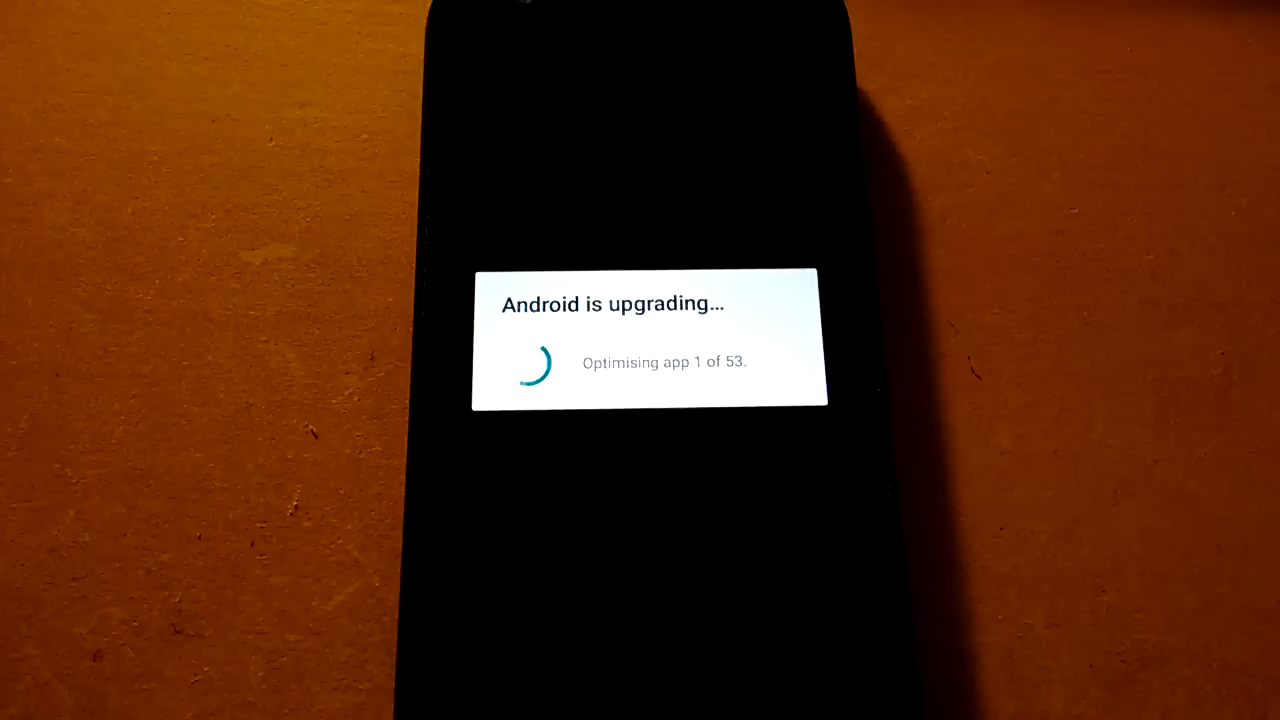 Android is upgrading...
Optimising app 1 of 53.